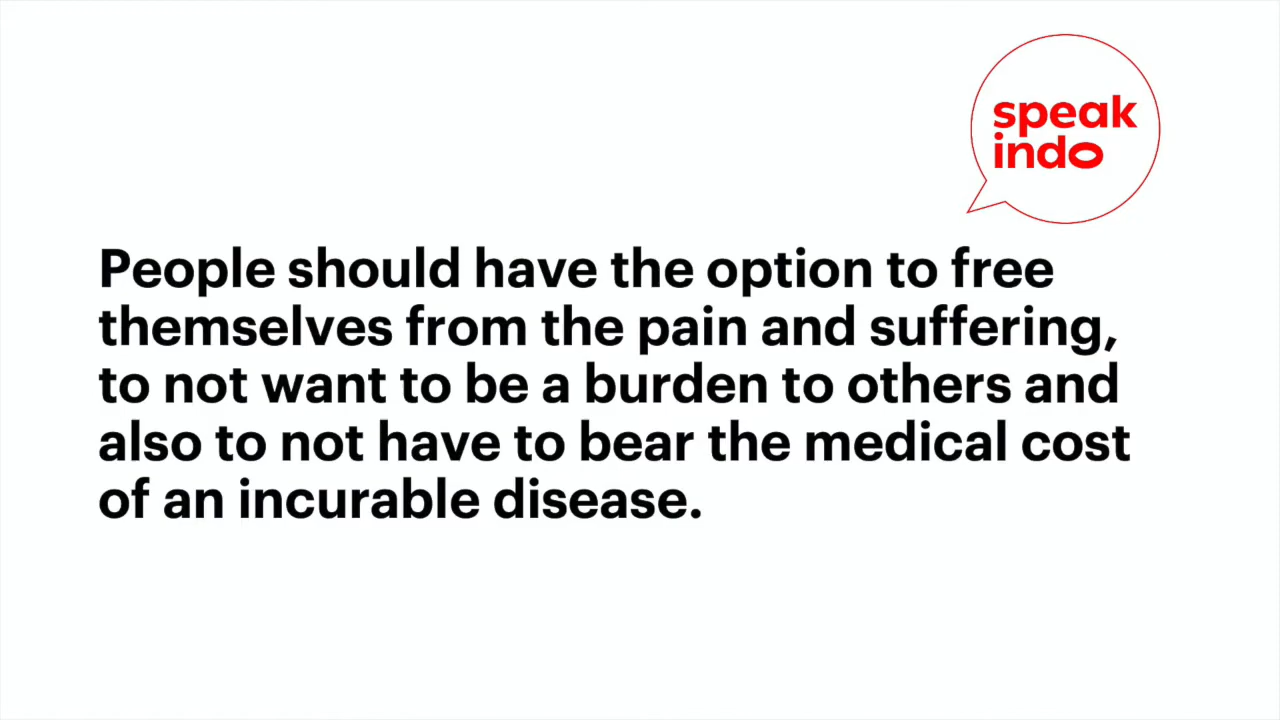 speak
indo
People should have the option to free
themselves from the pain and suffering,
to not want to be a burden to others and
also to not have to bear the medical cost
of an incurable disease.